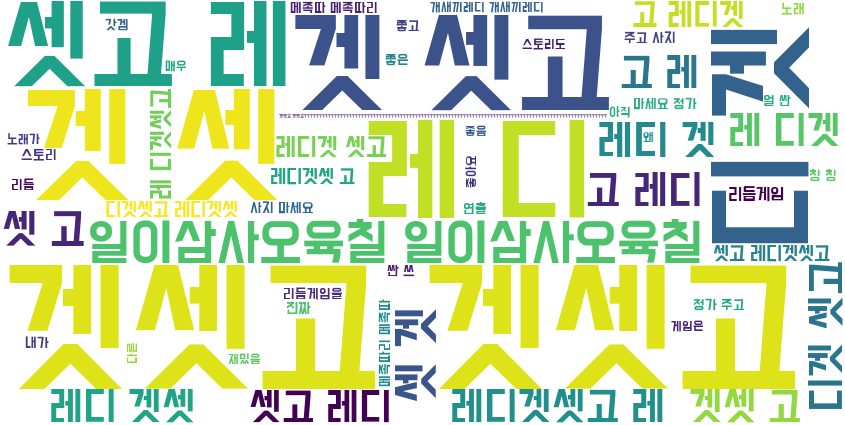 셋고 레
겟 셋고
갓겜
매우
메족따 메족따리
좋고
좋은
개새끼레디 개새끼레디
스토리도
고 레디겟
노래
주고 사지
고 레
겟
겟 셋
레 디겟셋고
노래가
스토리
리듬
레디겟 셋고
레디겟셋 고
레 디
좋음
좋아요
연출
아직
마세요 정가
얼 싼
레디 겟
왜
레 디겟
고 레디
디
리듬게임
칭 칭
디겟셋고 레디겟셋
사지 마세요
셋 고
일이삼사오육칠 일이삼사오육칠
셋고 레디겟셋고
겟셋고
겟셋고
싼 쓰
리듬게임을
진짜
내가
다른
재밌음
메족따리 메족따
셋 겟
정가 주고
게임은
디겟 셋고
레디 겟셋
셋고 레디
레디겟셋고 레
겟셋 고